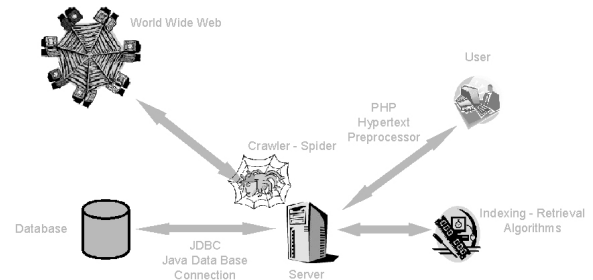 World Wide Web
User
PHP
Hypertext
Preprocessor
Crawler - Spider
Database
JDBC
Java Data Base
Connection
Server
Indexing - Retrieval
Algorithms